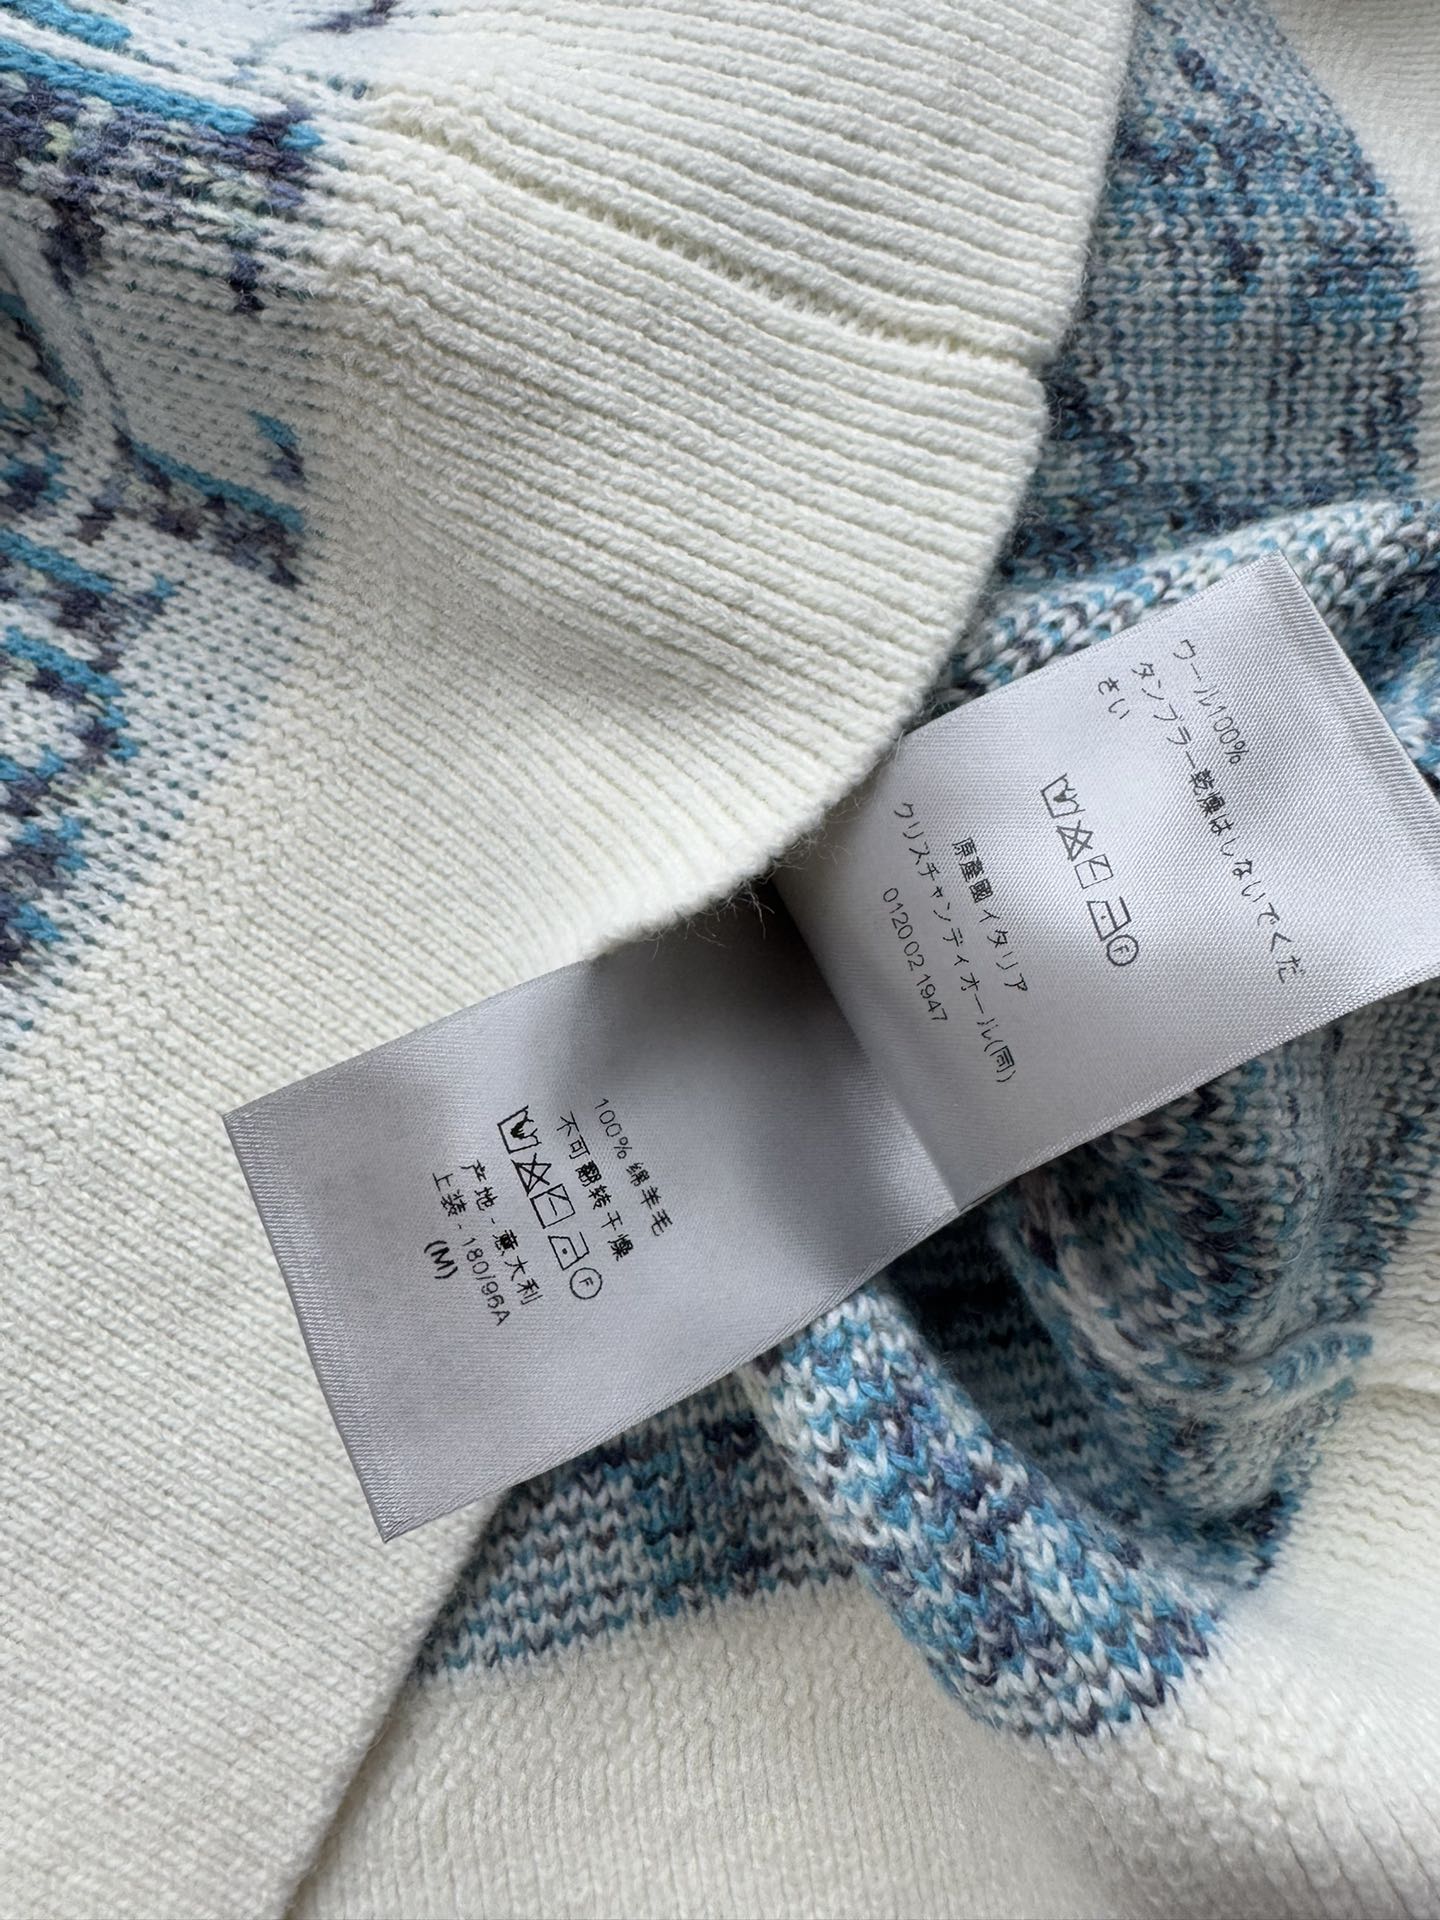 ウール100%
タンブラー乾燥はしないでくだ
さい
F
原產國イタリア
クリスチャンディオール(同)
0120 02 1947
100% 绵羊毛
不可翻转干燥
F
产地 - 意大利
上装 - 180/96A
(M)